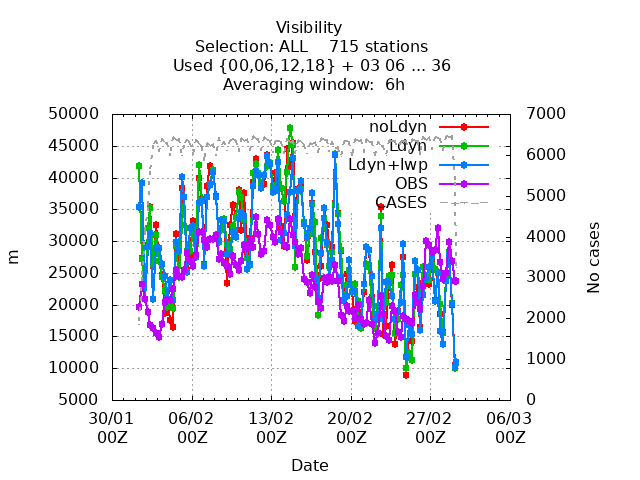 Visibility
Selection: ALL    715 stations
Used {00,06,12,18} + 03 06 ... 36
Averaging window:  6h
50000
45000
40000
35000
30000
25000
20000
15000
10000
5000
m
7000
6000
5000
4000
3000
2000
1000
0
No cases
noLdyn
Ldyn
Ldyn+lwp
OBS
CASES
30/01 06/02 13/02 20/02 27/02 06/03
00Z 00Z 00Z 00Z 00Z 00Z
Date